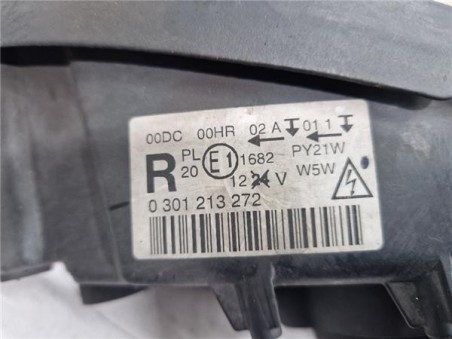 00DC 00HR 02 A 01 1
R PL 20 E1 1682 PY21W
12 24 V W5W
0 301 213 272